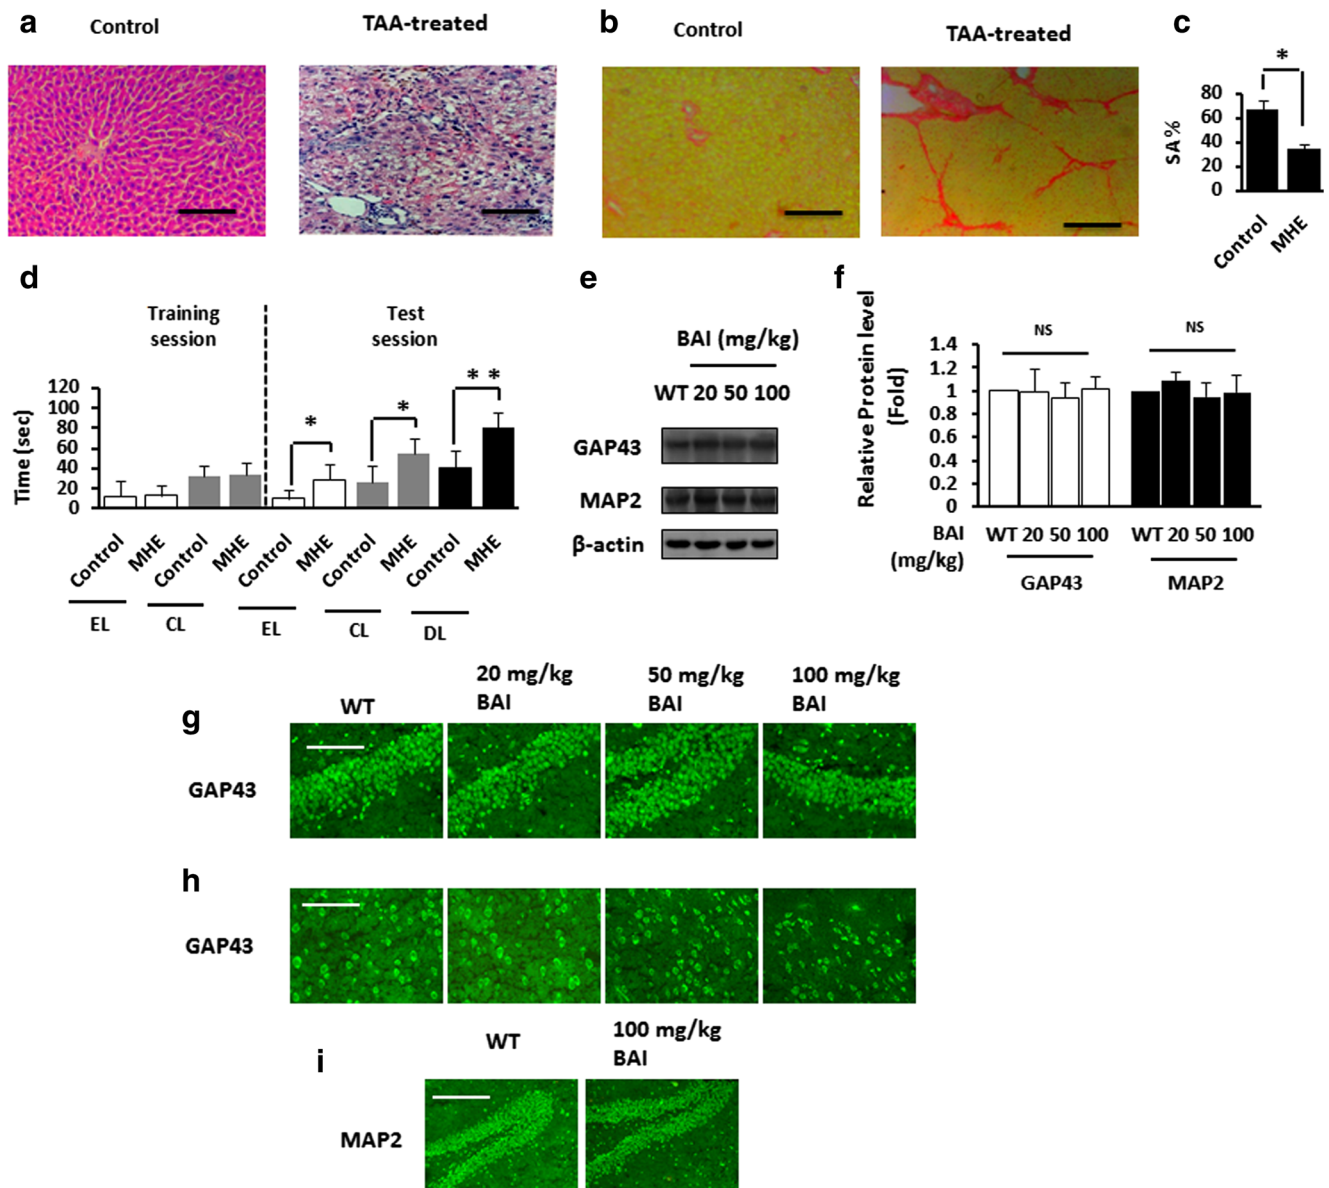 a
Control
TAA-treated
b
Control
TAA-treated
c
*
SA %
80
60
40
20
0
Control
MHE
d
Training
session
Test
session
Time (sec)
120
100
80
60
40
20
0
*
*
* *
Control
MHE
Control
MHE
Control
MHE
Control
MHE
Control
MHE
EL
CL
EL
CL
DL
e
BAI (mg/kg)
WT 20 50 100
GAP43
MAP2
β-actin
f
Relative Protein level
(Fold)
1.4
1.2
1
0.8
0.6
0.4
0.2
0
NS
NS
BAI
(mg/kg)
WT 20 50 100
WT 20 50 100
GAP43
MAP2
g
WT
20 mg/kg
BAI
50 mg/kg
BAI
100 mg/kg
BAI
GAP43
h
GAP43
i
WT
100 mg/kg
BAI
MAP2